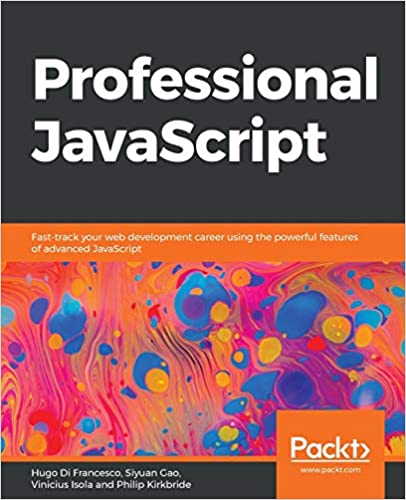 Professional
JavaScript
Fast-track your web development career using the powerful features
of advanced JavaScript
Hugo Di Francesco, Siyuan Gao,
Vinicius Isola and Philip Kirkbride
Packt>
www.packt.com